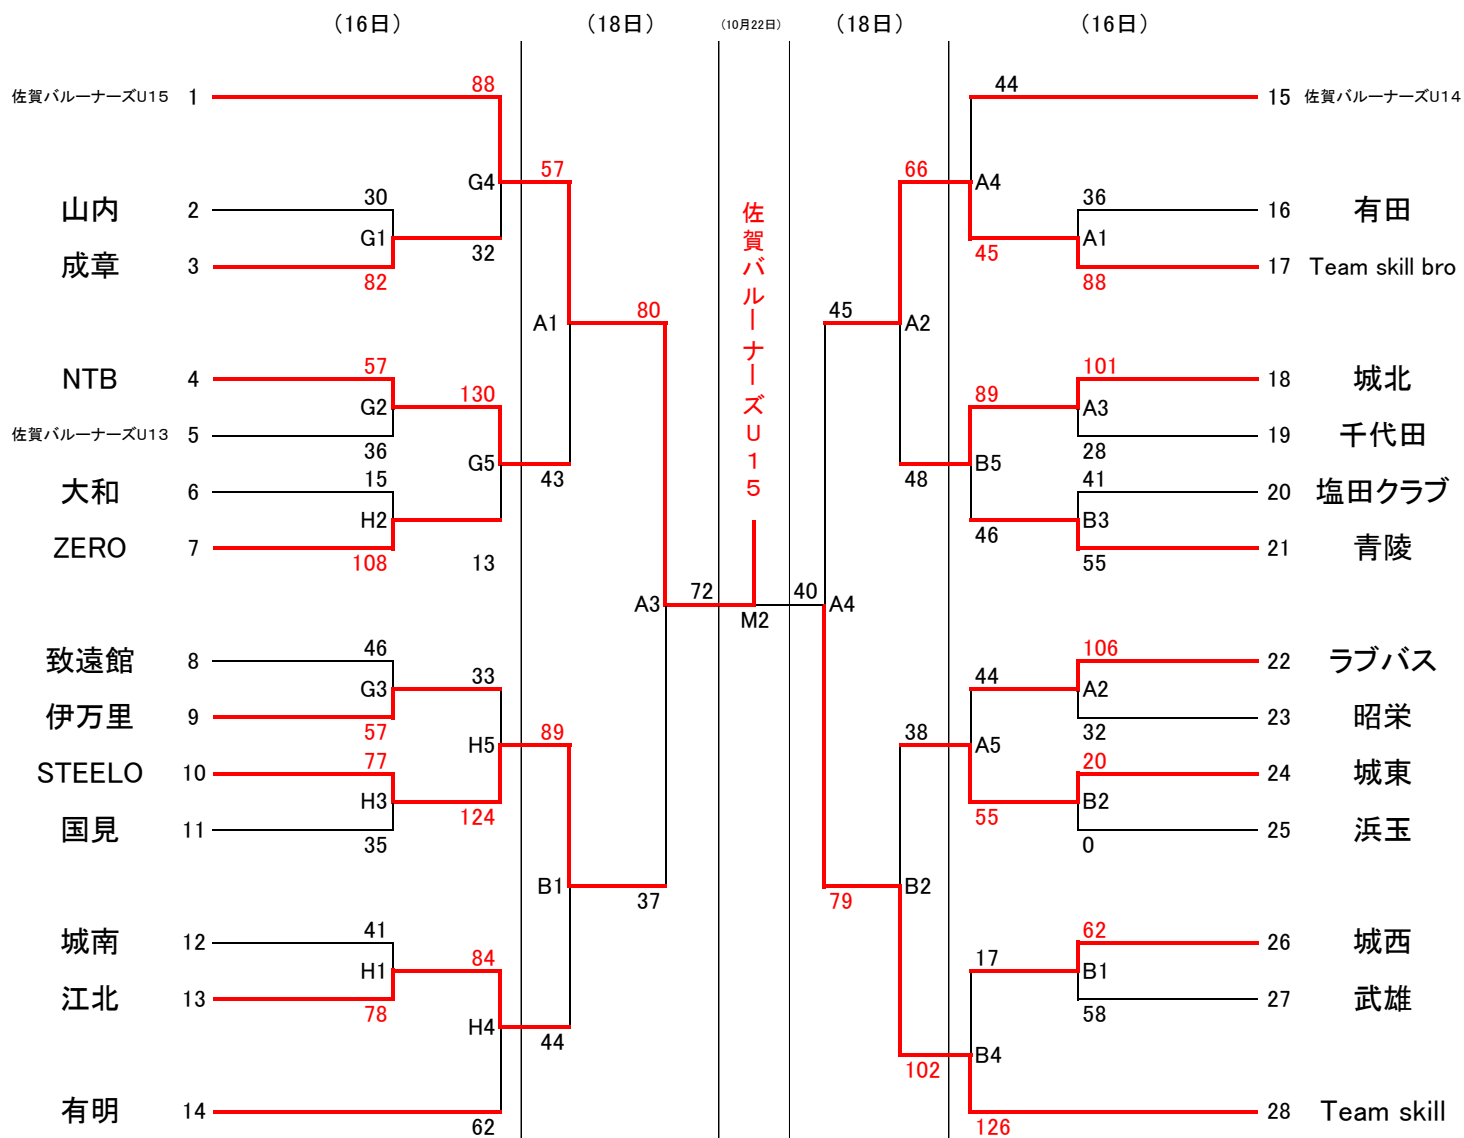 （16日） （18日） （10月22日） （18日） （16日）
佐賀バルーナーズU15 1 88 44 15 佐賀バルーナーズU14
57 66
G4 A4
山内 2 30 36 16 有田
G1 32 45 A1
成章 3 82 88 17 Team skill bro
佐賀バルーナーズU15
80 45
A1 A2
NTB 4 57 101 18 城北
G2 130 89 A3
佐賀バルーナーズU13 5 36 28 19 千代田
G5 43 48 B5
大和 6 15 41 20 塩田クラブ
H2 13 46 B3
ZERO 7 108 55 21 青陵
A3 72 M2 40 A4
致遠館 8 46 106 22 ラブバス
G3 33 44 A2
伊万里 9 57 32 23 昭栄
H5 89 38 A5
STEELO 10 77 20 24 城東
H3 124 55 B2
国見 11 35 0 25 浜玉
B1 37 79 B2
城南 12 41 62 26 城西
H1 84 17 B1
江北 13 78 58 27 武雄
H4 44 102 B4
有明 14 62 126 28 Team skill